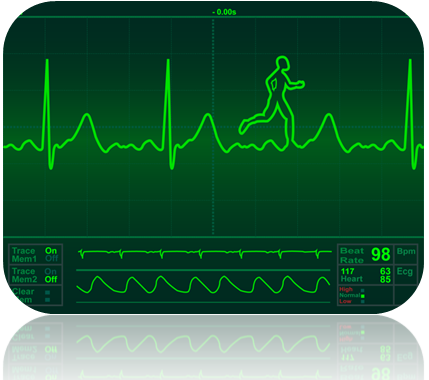 - 0.00s
Trace On
Mem1 Off
Trace On
Mem2 Off
Clear
Mem
Beat Rate 98 Bpm
117 63 Ecg
Heart 85
High
Normal
Low